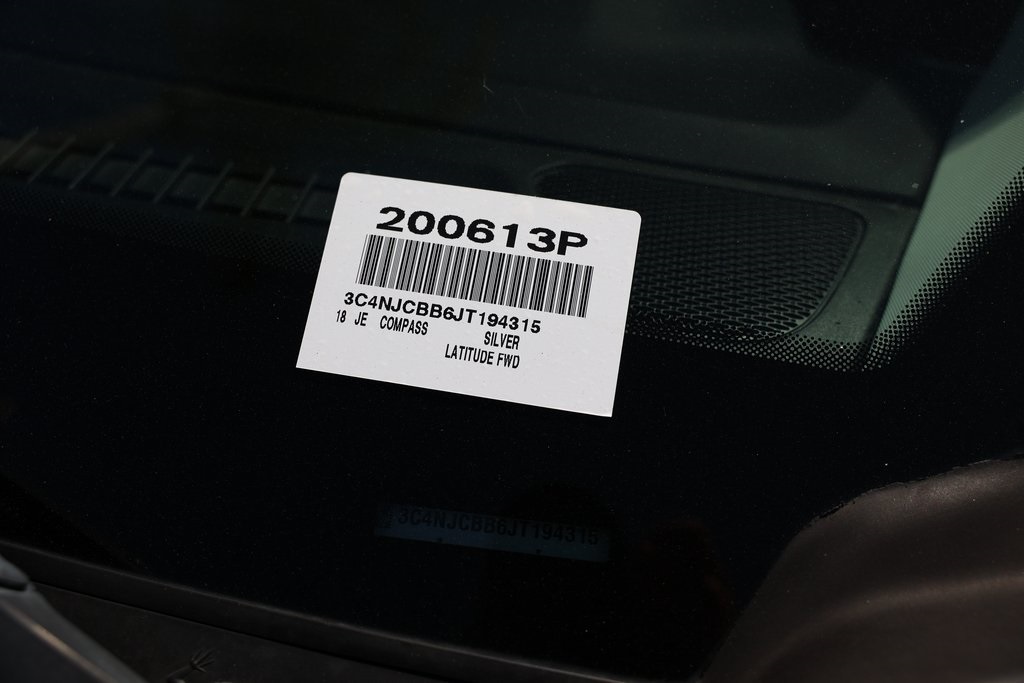 200613P
3C4NJCBB6JT194315
18 JE COMPASS
SILVER
LATITUDE FWD
3C4NJCBB6JT194315